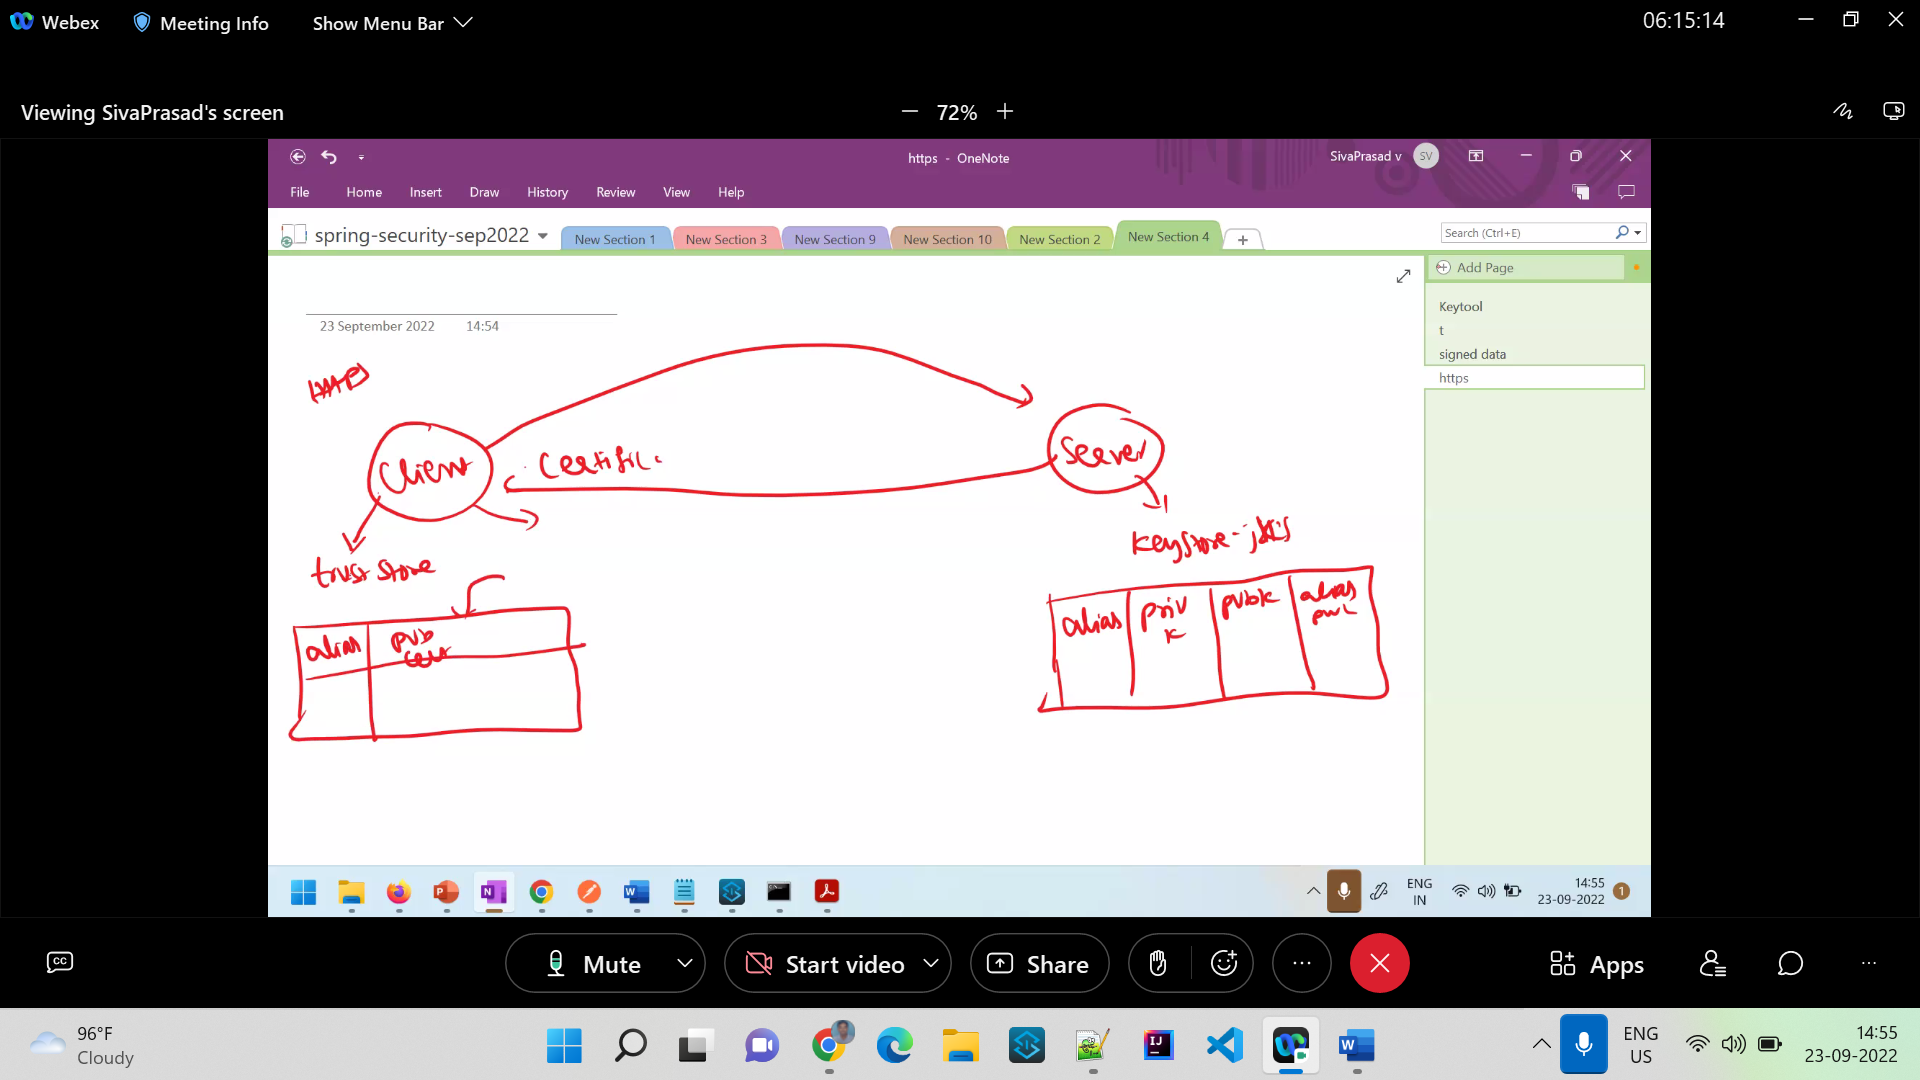 Webex
Meeting Info
Show Menu Bar
06:15:14
Viewing SivaPrasad's screen
72%
https - OneNote
SivaPrasad v
SV
File
Home
Insert
Draw
History
Review
View
Help
spring-security-sep2022
New Section 1
New Section 3
New Section 9
New Section 10
New Section 2
New Section 4
Search (Ctrl+E)
Add Page
Keytool
t
signed data
https
23 September 2022
14:54
https
Client
Server
Certific.
trust store
Keystore-jks
alias
pub
cert
alias
priv
k
pubk
alias
ENG
IN
14:55
23-09-2022
1
CC
Mute
Start video
Share
Apps
96°F
Cloudy
IJ
ENG
US
14:55
23-09-2022